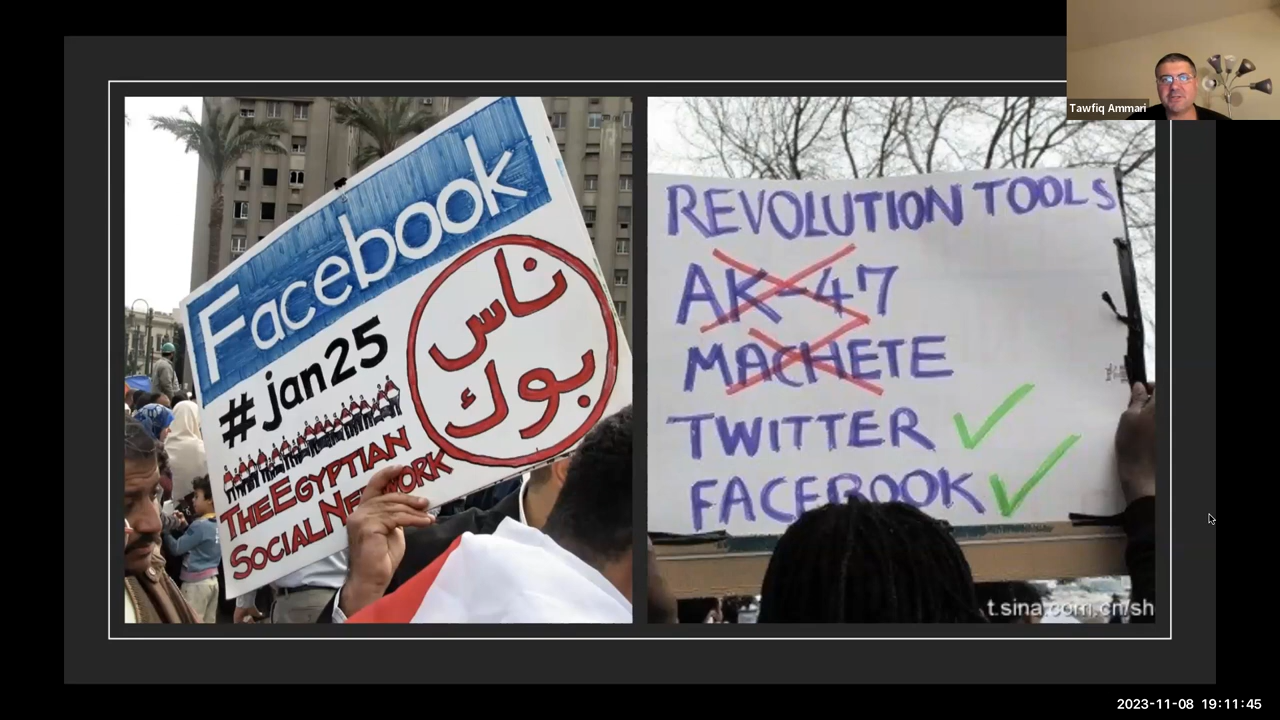 Facebook
#jan25
ناس
بوك
THE EGYPTIAN
SOCIAL NETWORK
REVOLUTION TOOLS
AK-47
MACHETE
TWITTER ✓
FACEBOOK ✓
t.sina.com.cn/sh
Tawfiq Ammari
2023-11-08 19:11:45